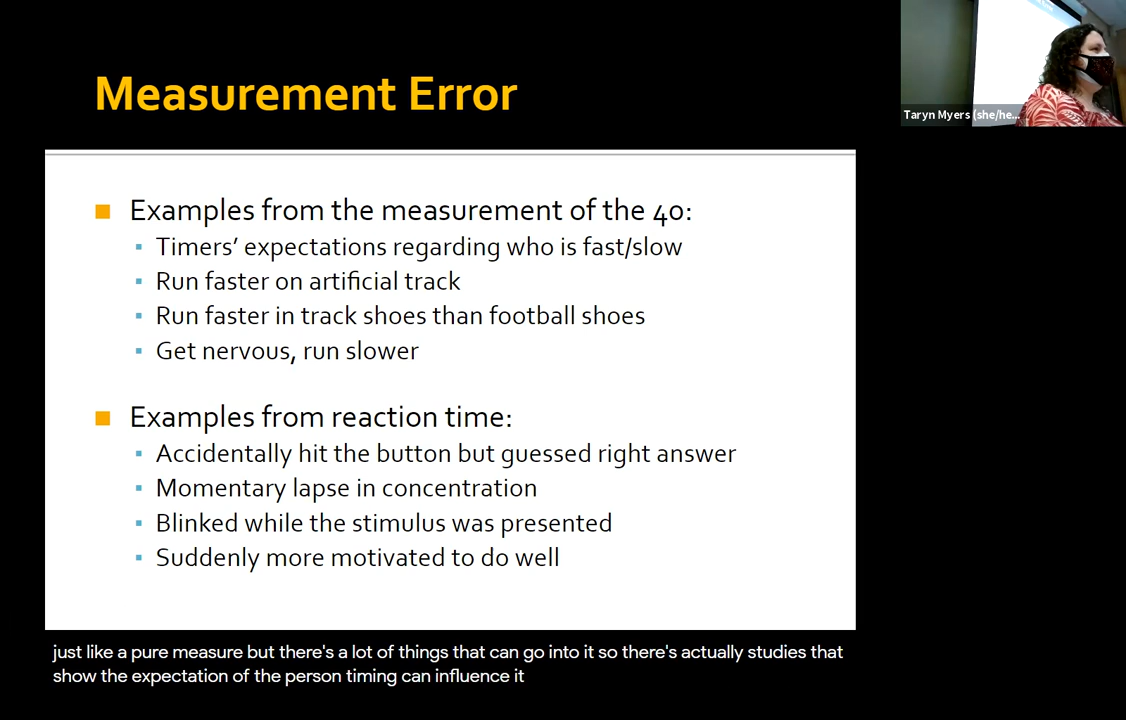 Measurement Error
Taryn Myers (she/he...
Examples from the measurement of the 40:
Timers' expectations regarding who is fast/slow
Run faster on artificial track
Run faster in track shoes than football shoes
Get nervous, run slower
Examples from reaction time:
Accidentally hit the button but guessed right answer
Momentary lapse in concentration
Blinked while the stimulus was presented
Suddenly more motivated to do well
just like a pure measure but there's a lot of things that can go into it so there's actually studies that
show the expectation of the person timing can influence it